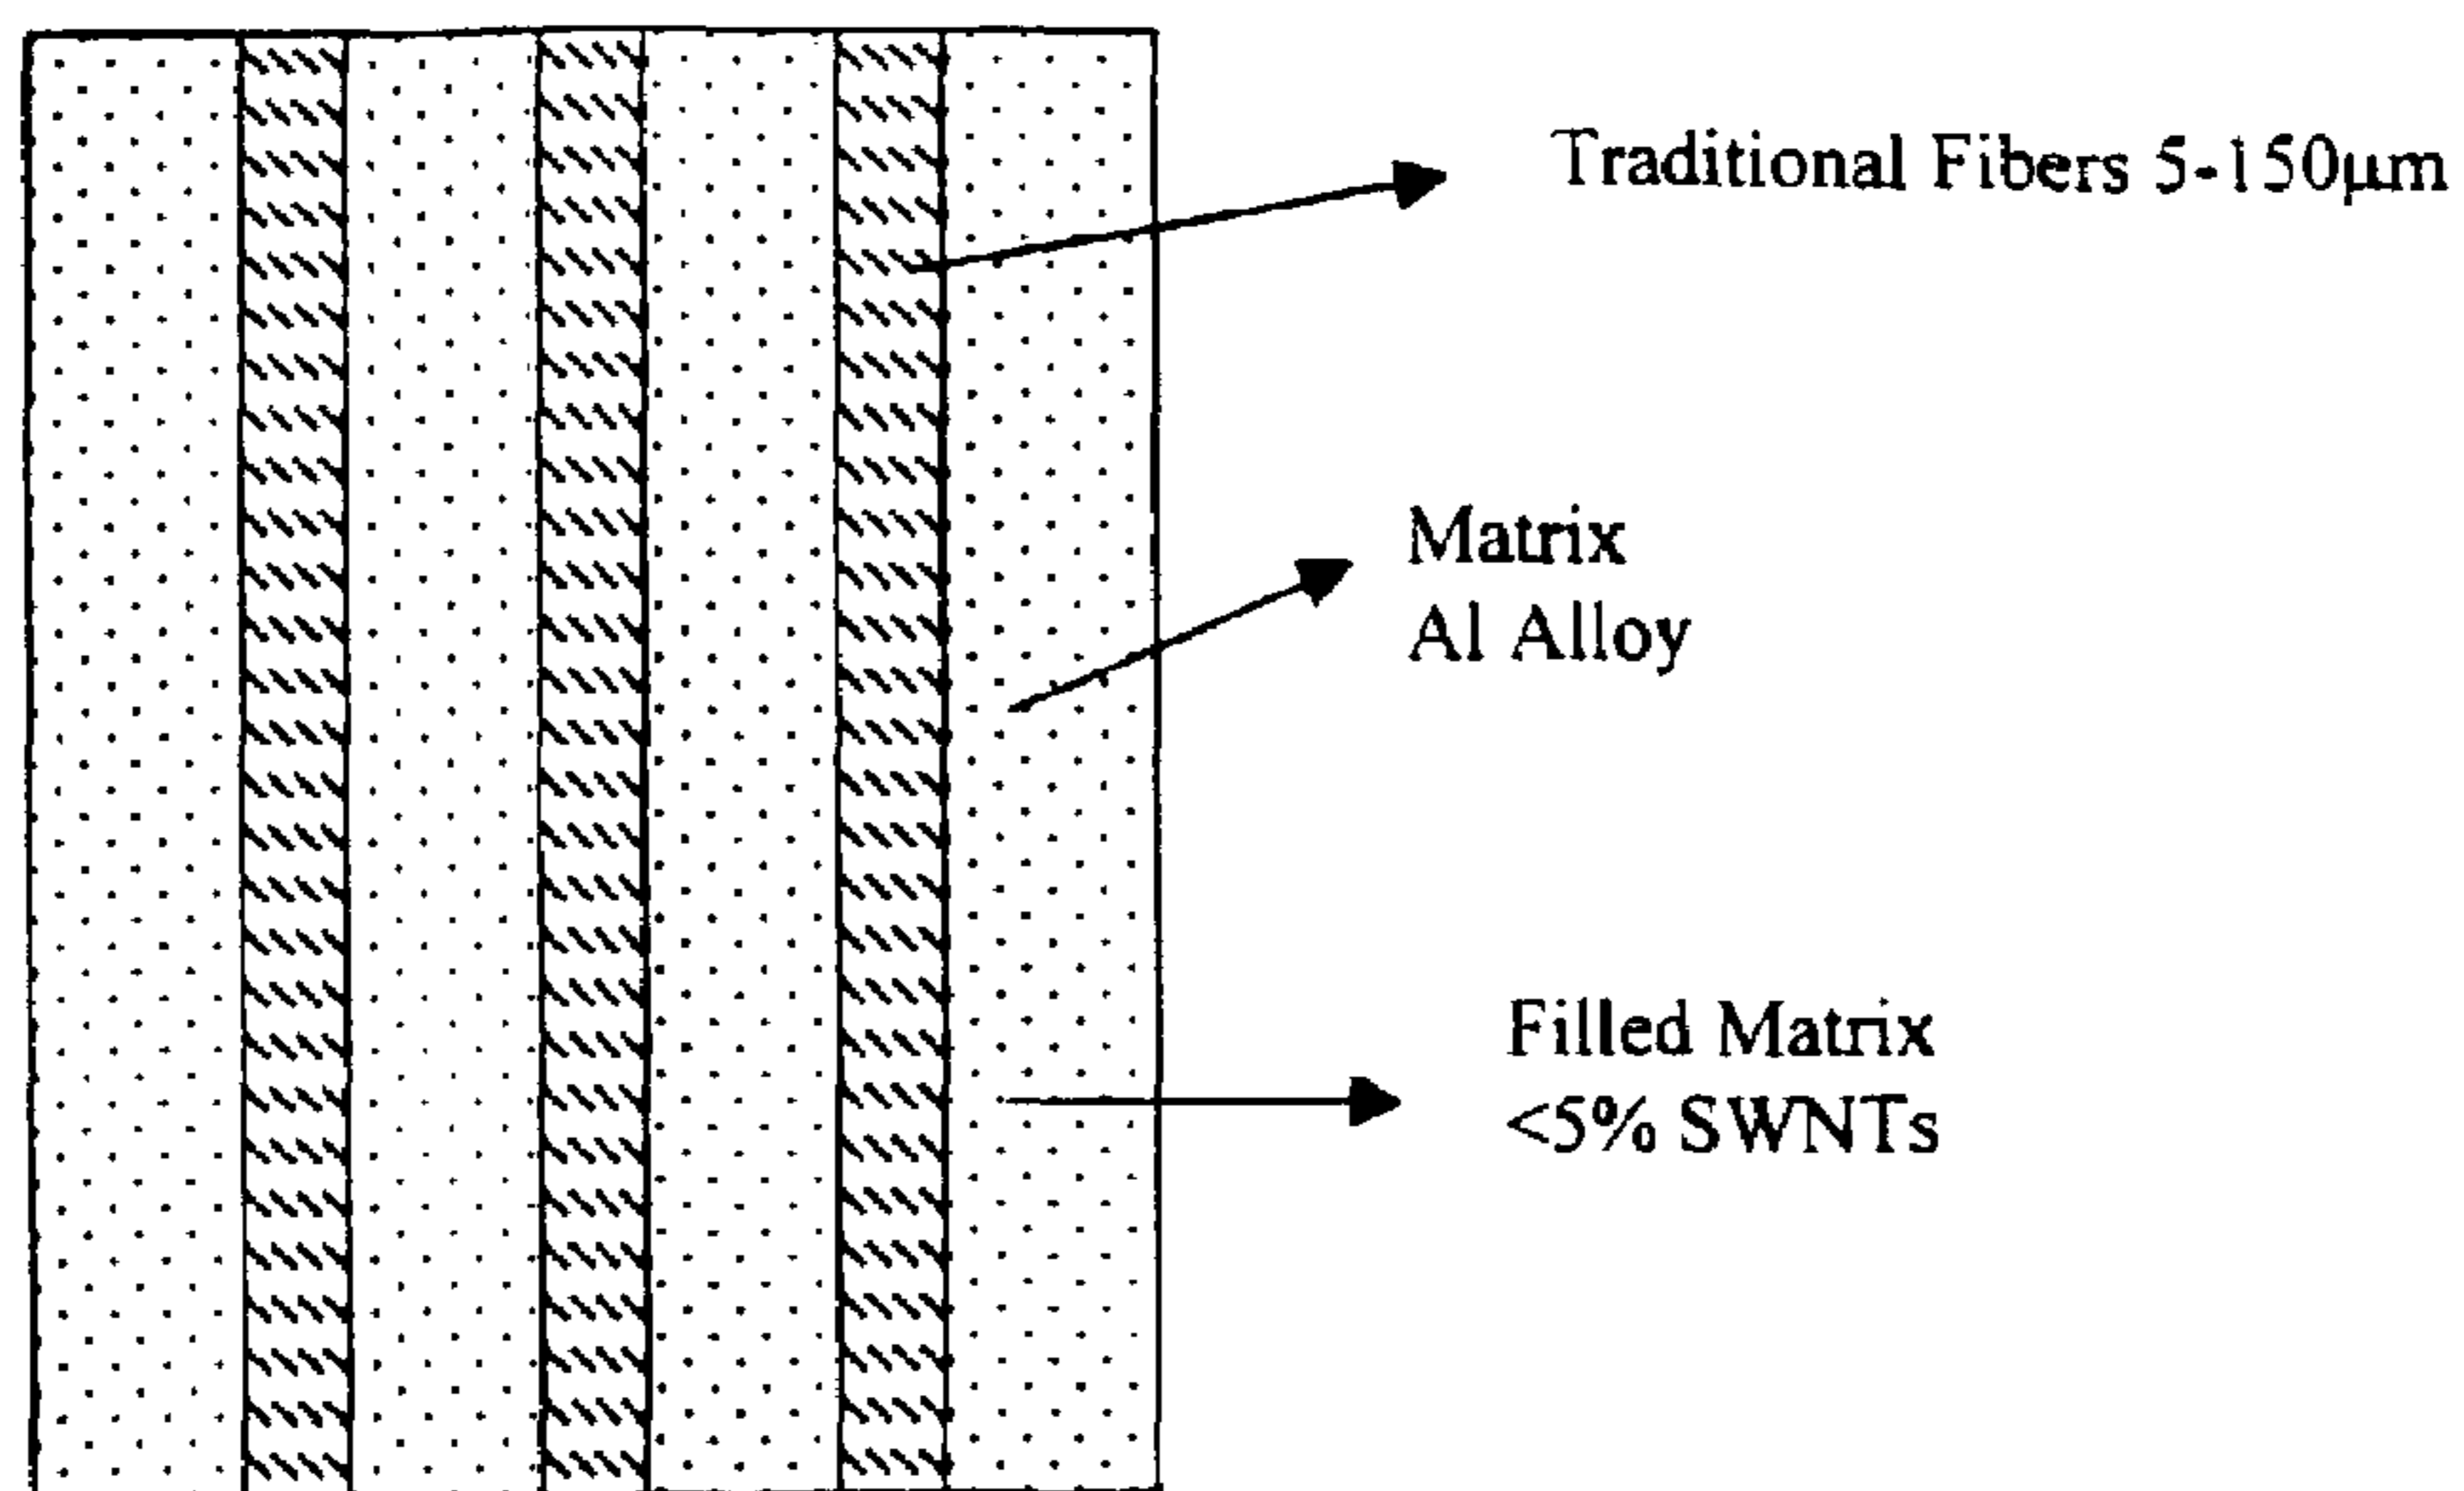 Traditional Fibers 5-150µm
Matrix
Al Alloy
Filled Matrix
<5% SWNTs